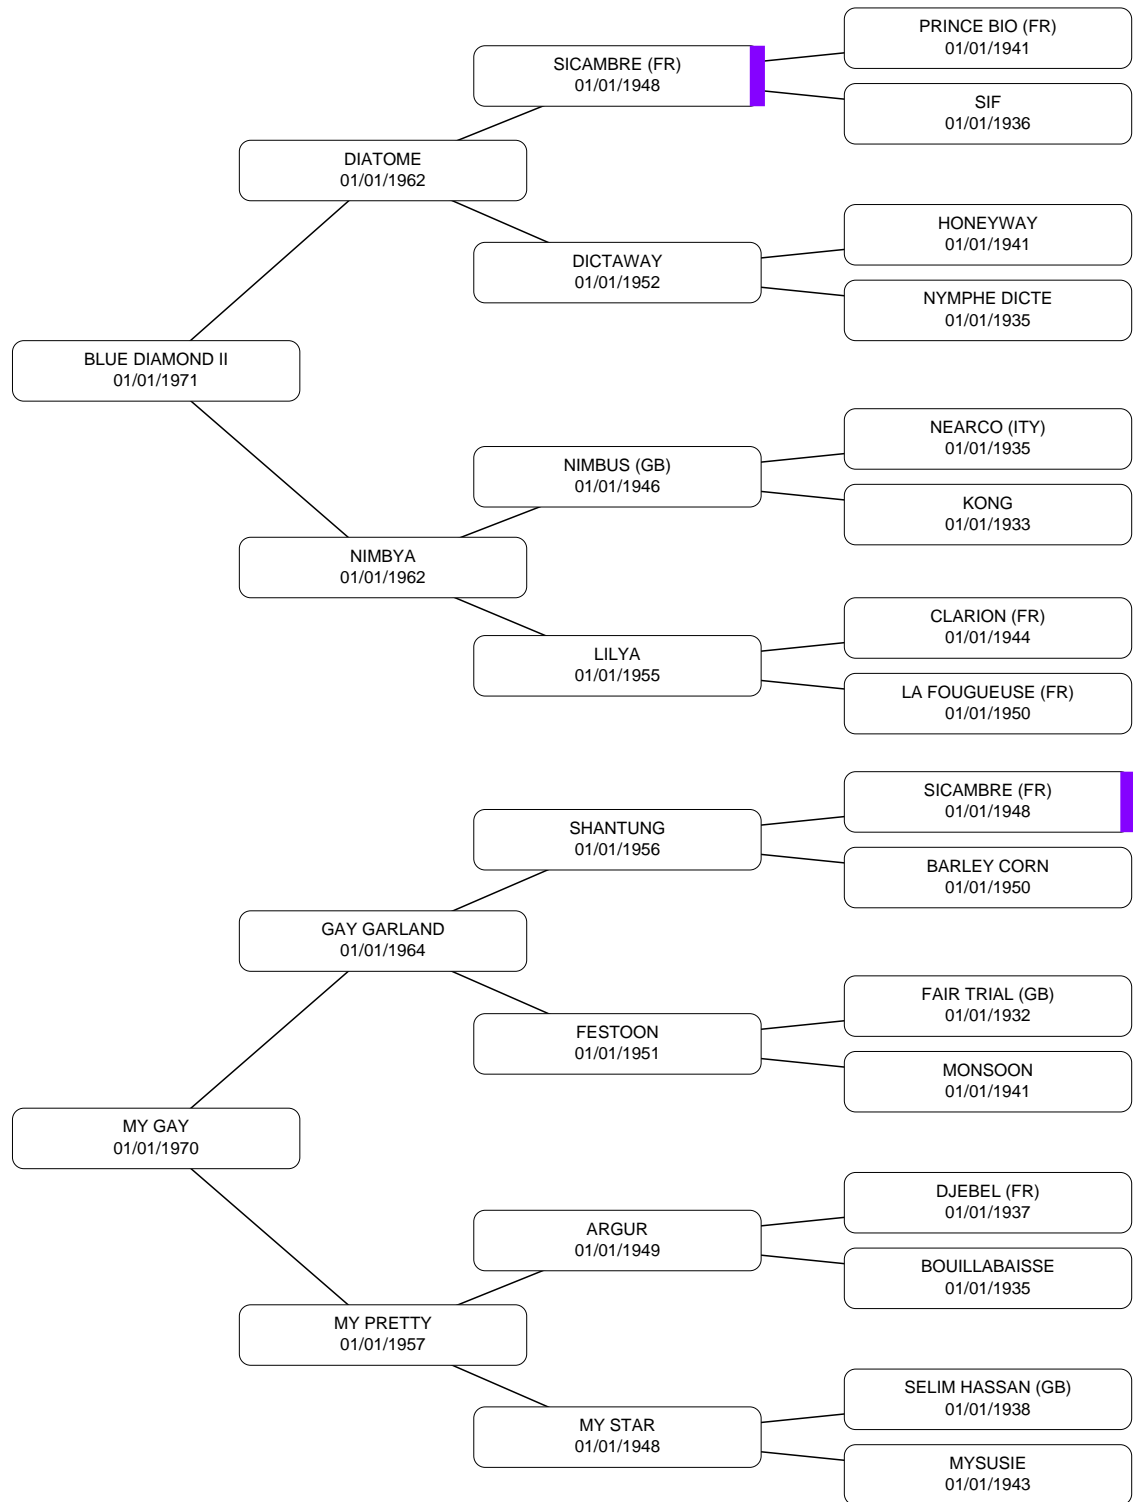 PRINCE BIO (FR)
01/01/1941
SICAMBRE (FR)
01/01/1948
SIF
01/01/1936
DIATOME
01/01/1962
HONEYWAY
01/01/1941
DICTAWAY
01/01/1952
NYMPHE DICTE
01/01/1935
BLUE DIAMOND II
01/01/1971
NEARCO (ITY)
01/01/1935
NIMBUS (GB)
01/01/1946
KONG
01/01/1933
NIMBYA
01/01/1962
CLARION (FR)
01/01/1944
LILYA
01/01/1955
LA FOUGUEUSE (FR)
01/01/1950
SICAMBRE (FR)
01/01/1948
SHANTUNG
01/01/1956
BARLEY CORN
01/01/1950
GAY GARLAND
01/01/1964
FAIR TRIAL (GB)
01/01/1932
FESTOON
01/01/1951
MONSOON
01/01/1941
MY GAY
01/01/1970
DJEBEL (FR)
01/01/1937
ARGUR
01/01/1949
BOUILLABAISSE
01/01/1935
MY PRETTY
01/01/1957
SELIM HASSAN (GB)
01/01/1938
MY STAR
01/01/1948
MYSUSIE
01/01/1943